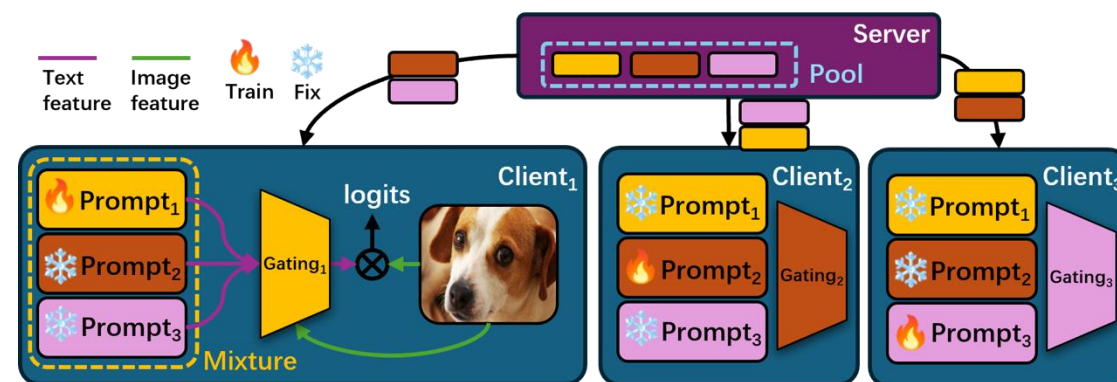 Text
feature
Image
feature
Train
Fix
Server
Pool
Client₁
Prompt₁
Prompt₂
Prompt₃
Mixture
Gating₁
logits
Client₂
Prompt₁
Prompt₂
Prompt₃
Gating₂
Client
Prompt₁
Prompt₂
Prompt₃
Gating₃